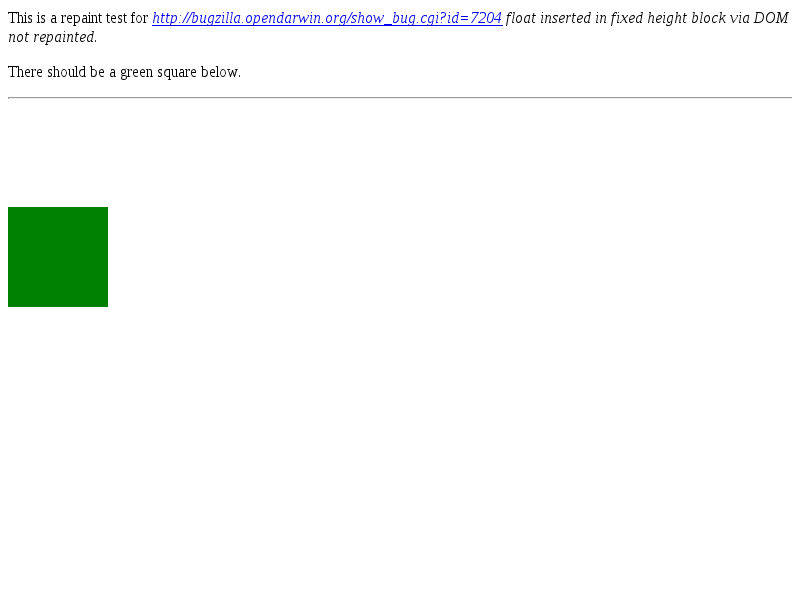 This is a repaint test for http://bugzilla.opendarwin.org/show_bug.cgi?id=7204 float inserted in fixed height block via DOM
not repainted.
There should be a green square below.